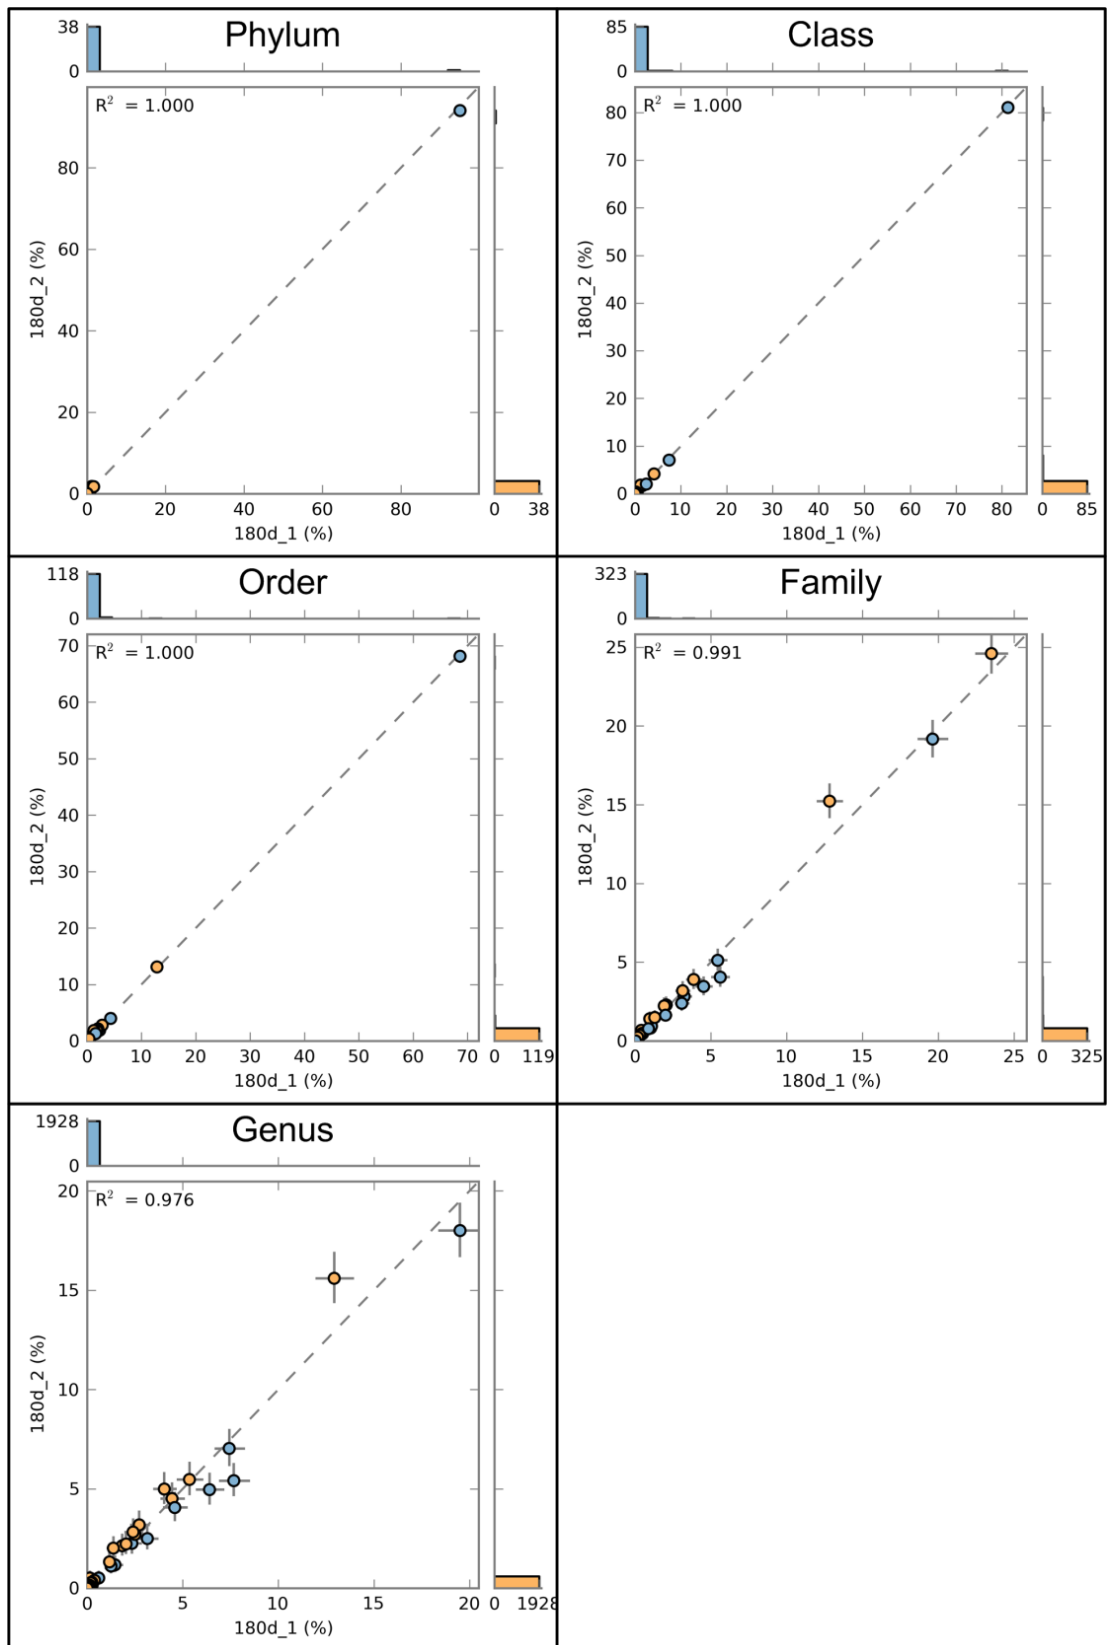 Phylum
38
0
R² = 1.000
80
60
40
20
0
180d_2 (%)
0 20 40 60 80
180d_1 (%)
0 38
Class
85
0
R² = 1.000
80
70
60
50
40
30
20
10
0
180d_2 (%)
0 10 20 30 40 50 60 70 80
180d_1 (%)
0 85
Order
118
0
R² = 1.000
70
60
50
40
30
20
10
0
180d_2 (%)
0 10 20 30 40 50 60 70
180d_1 (%)
0 119
Family
323
0
R² = 0.991
25
20
15
10
5
0
180d_2 (%)
0 5 10 15 20 25
180d_1 (%)
0 325
Genus
1928
0
R² = 0.976
20
15
10
5
0
180d_2 (%)
0 5 10 15 20
180d_1 (%)
0 1928